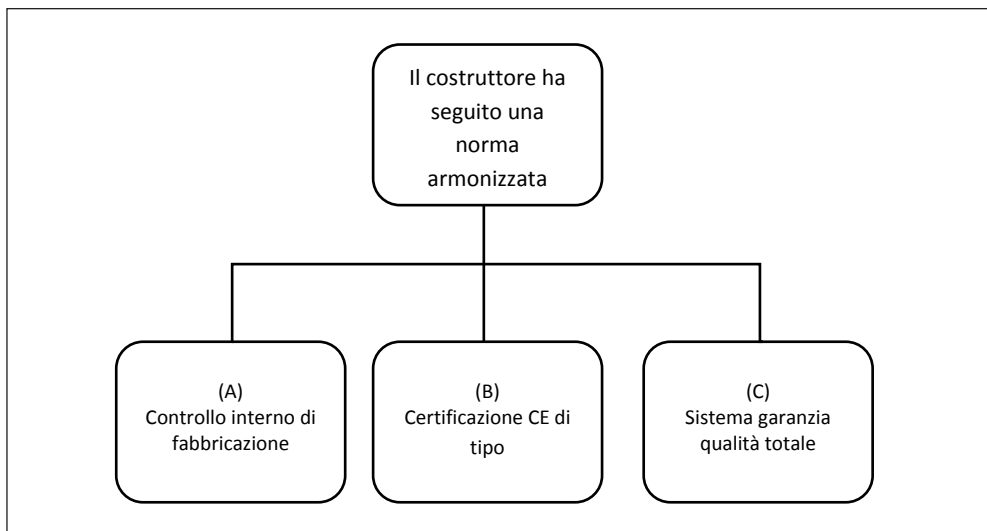 Il costruttore ha
seguito una
norma
armonizzata
(A)
Controllo interno di
fabbricazione
(B)
Certificazione CE di
tipo
(C)
Sistema garanzia
qualità totale